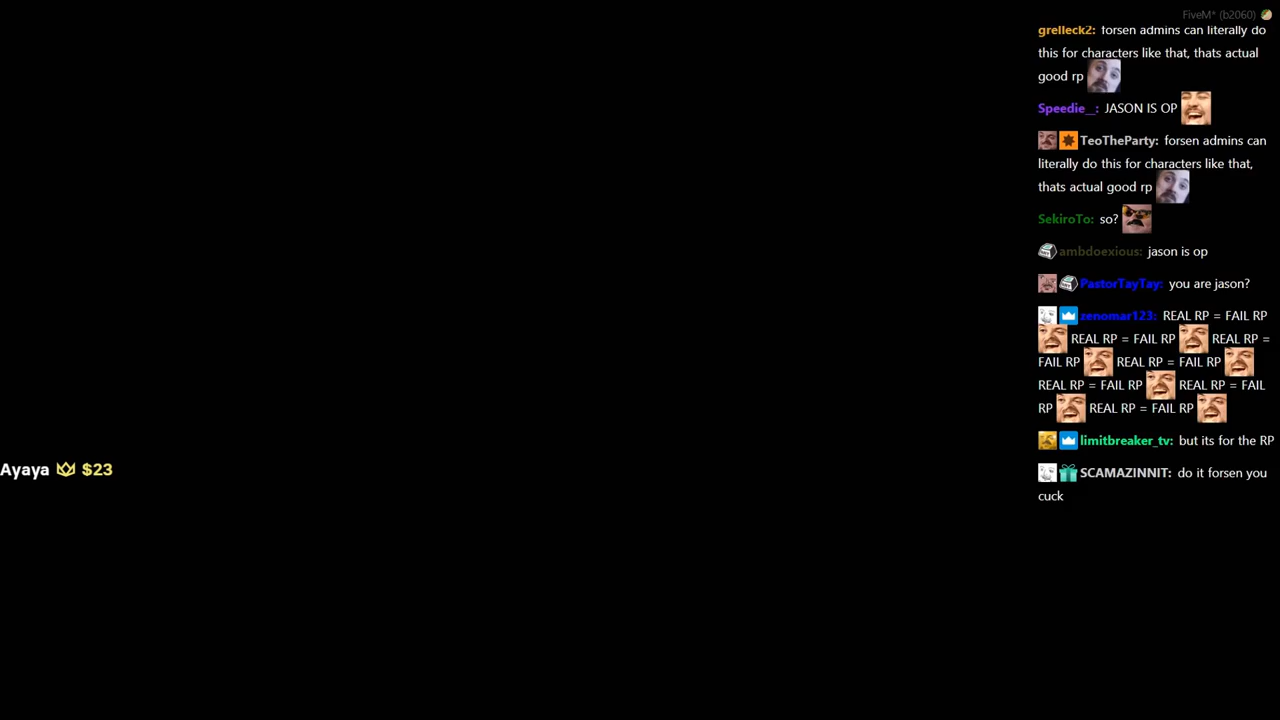 FiveM* (b2060)
grelleck2: forsen admins can literally do
this for characters like that, thats actual
good rp
Speedie__: JASON IS OP
TeoTheParty: forsen admins can
literally do this for characters like that,
thats actual good rp
SekiroTo: so?
ambdoexious: jason is op
PastorTayTay: you are jason?
zenomar123: REAL RP = FAIL RP
REAL RP = FAIL RP REAL RP =
FAIL RP REAL RP = FAIL RP
REAL RP = FAIL RP REAL RP = FAIL
RP REAL RP = FAIL RP
limitbreaker_tv: but its for the RP
Ayaya $23
SCAMAZINNIT: do it forsen you
cuck